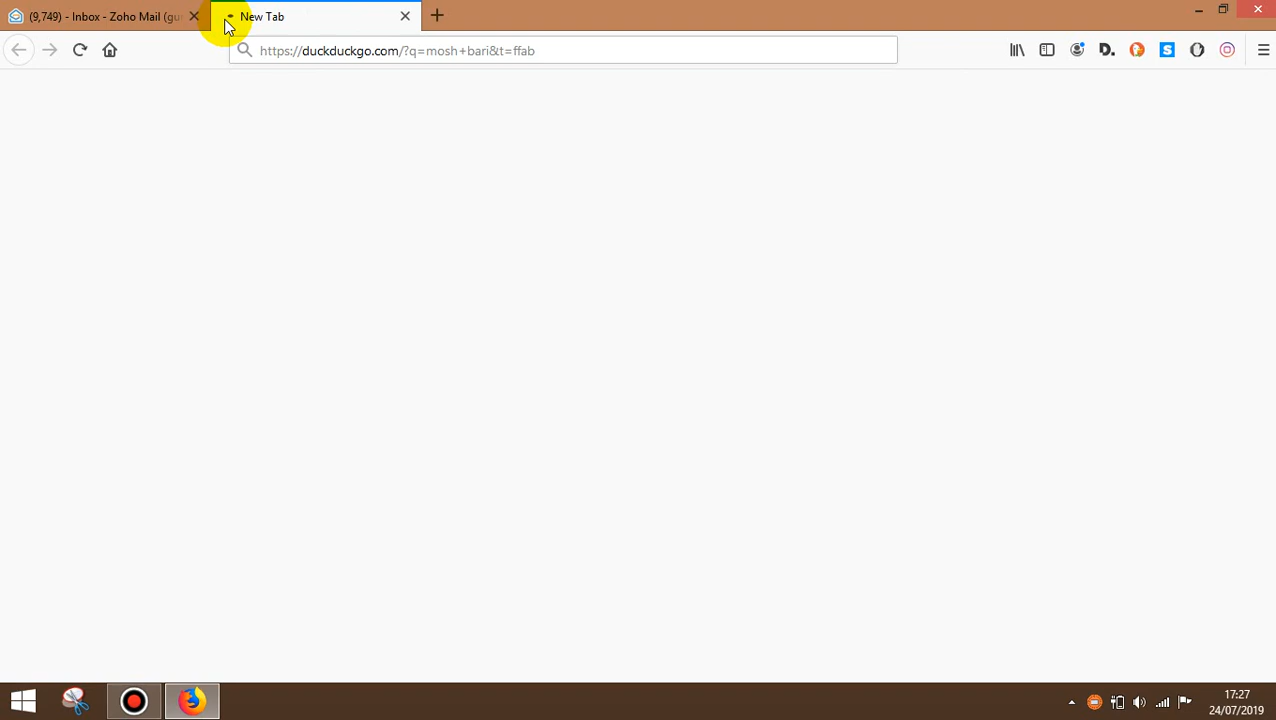 (9,749) - Inbox - Zoho Mail (gu
New Tab
https://duckduckgo.com/?q=mosh+bari&t=ffab
D.
S
17:27
24/07/2019